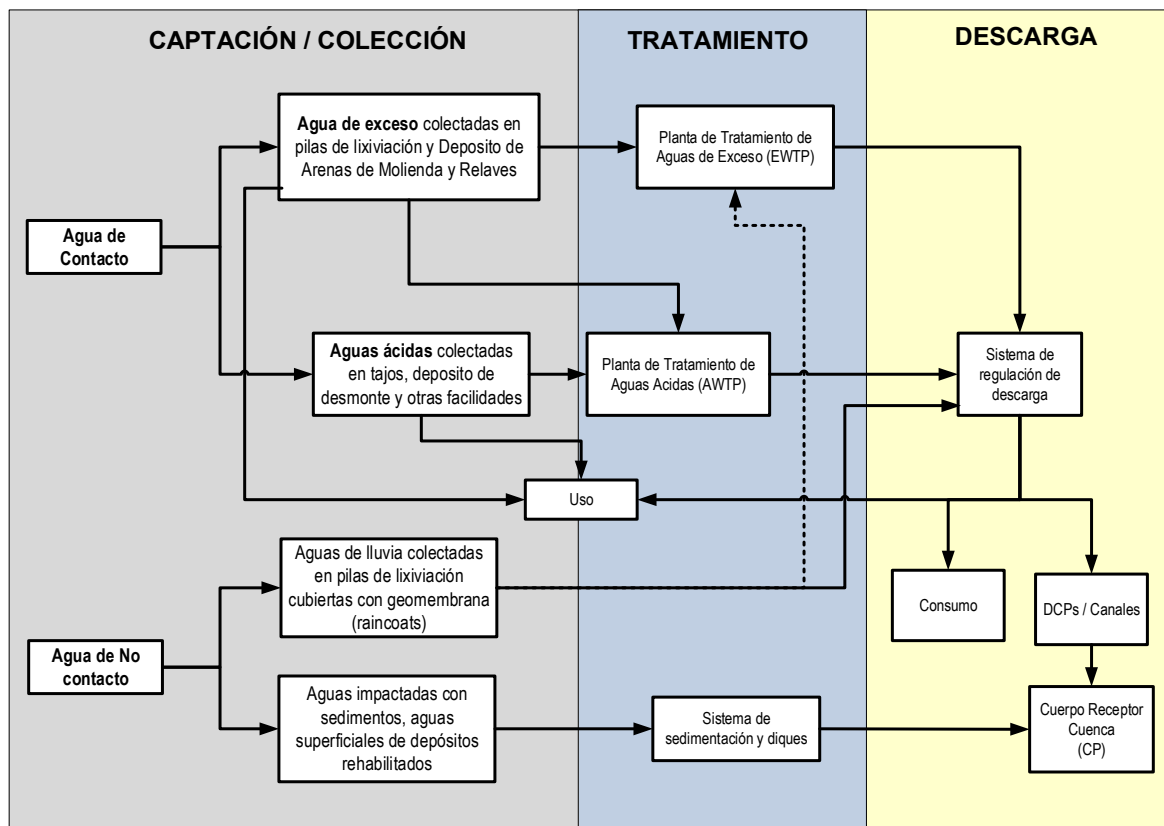 CAPTACIÓN / COLECCIÓN
TRATAMIENTO
DESCARGA
Agua de exceso colectadas en
pilas de lixiviación y Deposito de
Arenas de Molienda y Relaves
Planta de Tratamiento de
Aguas de Exceso (EWTP)
Agua de
Contacto
Aguas ácidas colectadas
en tajos, deposito de
desmonte y otras facilidades
Planta de Tratamiento de
Aguas Acidas (AWTP)
Sistema de
regulación de
descarga
Uso
Aguas de lluvia colectadas
en pilas de lixiviación
cubiertas con geomembrana
(raincoats)
Consumo
DCPs / Canales
Agua de No
contacto
Aguas impactadas con
sedimentos, aguas
superficiales de depósitos
rehabilitados
Sistema de
sedimentación y diques
Cuerpo Receptor
Cuenca
(CP)